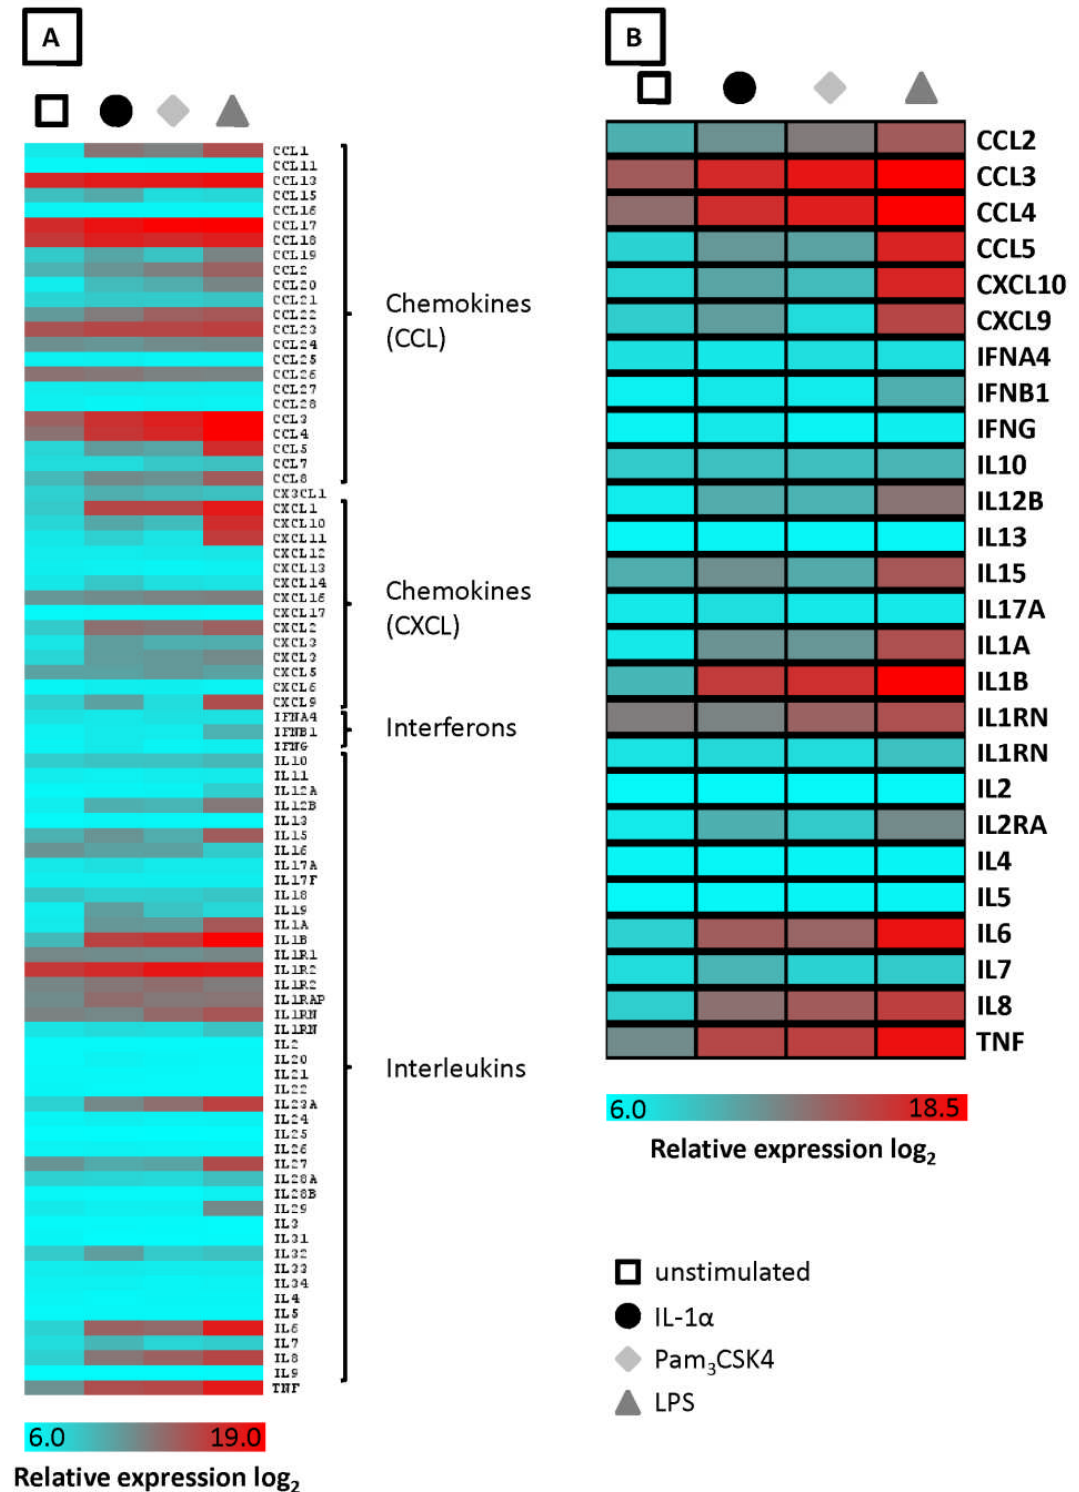 A
CCL1
CCL11
CCL13
CCL15
CCL16
CCL17
CCL18
CCL19
CCL2
CCL20
CCL21
CCL22
CCL23
CCL24
CCL25
CCL26
CCL27
CCL28
CCL3
CCL4
CCL5
CCL7
CCL8
CX3CL1
CXCL1
CXCL10
CXCL11
CXCL12
CXCL13
CXCL14
CXCL16
CXCL17
CXCL2
CXCL3
CXCL3
CXCL5
CXCL6
CXCL9
IFNA4
IFNB1
IFNG
IL10
IL11
IL12A
IL12B
IL13
IL15
IL16
IL17A
IL17F
IL18
IL19
IL1A
IL1B
IL1R1
IL1R2
IL1R2
IL1RAP
IL1RN
IL1RN
IL2
IL20
IL21
IL22
IL23A
IL24
IL25
IL26
IL27
IL28A
IL28B
IL29
IL3
IL31
IL32
IL33
IL34
IL4
IL5
IL6
IL7
IL8
IL9
TNF
Chemokines
(CCL)
Chemokines
(CXCL)
Interferons
Interleukins
6.0 19.0
Relative expression log₂
B
CCL2
CCL3
CCL4
CCL5
CXCL10
CXCL9
IFNA4
IFNB1
IFNG
IL10
IL12B
IL13
IL15
IL17A
IL1A
IL1B
IL1RN
IL1RN
IL2
IL2RA
IL4
IL5
IL6
IL7
IL8
TNF
6.0 18.5
Relative expression log₂
unstimulated
IL-1α
Pam₃CSK4
LPS